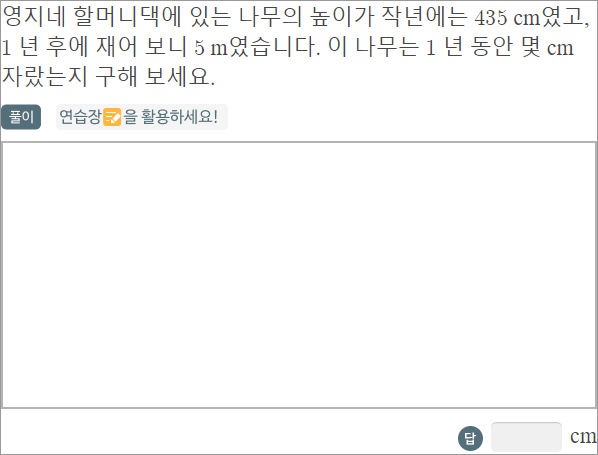 영지네 할머니댁에 있는 나무의 높이가 작년에는 435 cm였고,
1 년 후에 재어 보니 5 m였습니다. 이 나무는 1 년 동안 몇 cm
자랐는지 구해 보세요.
풀이 연습장을 활용하세요!
답 cm